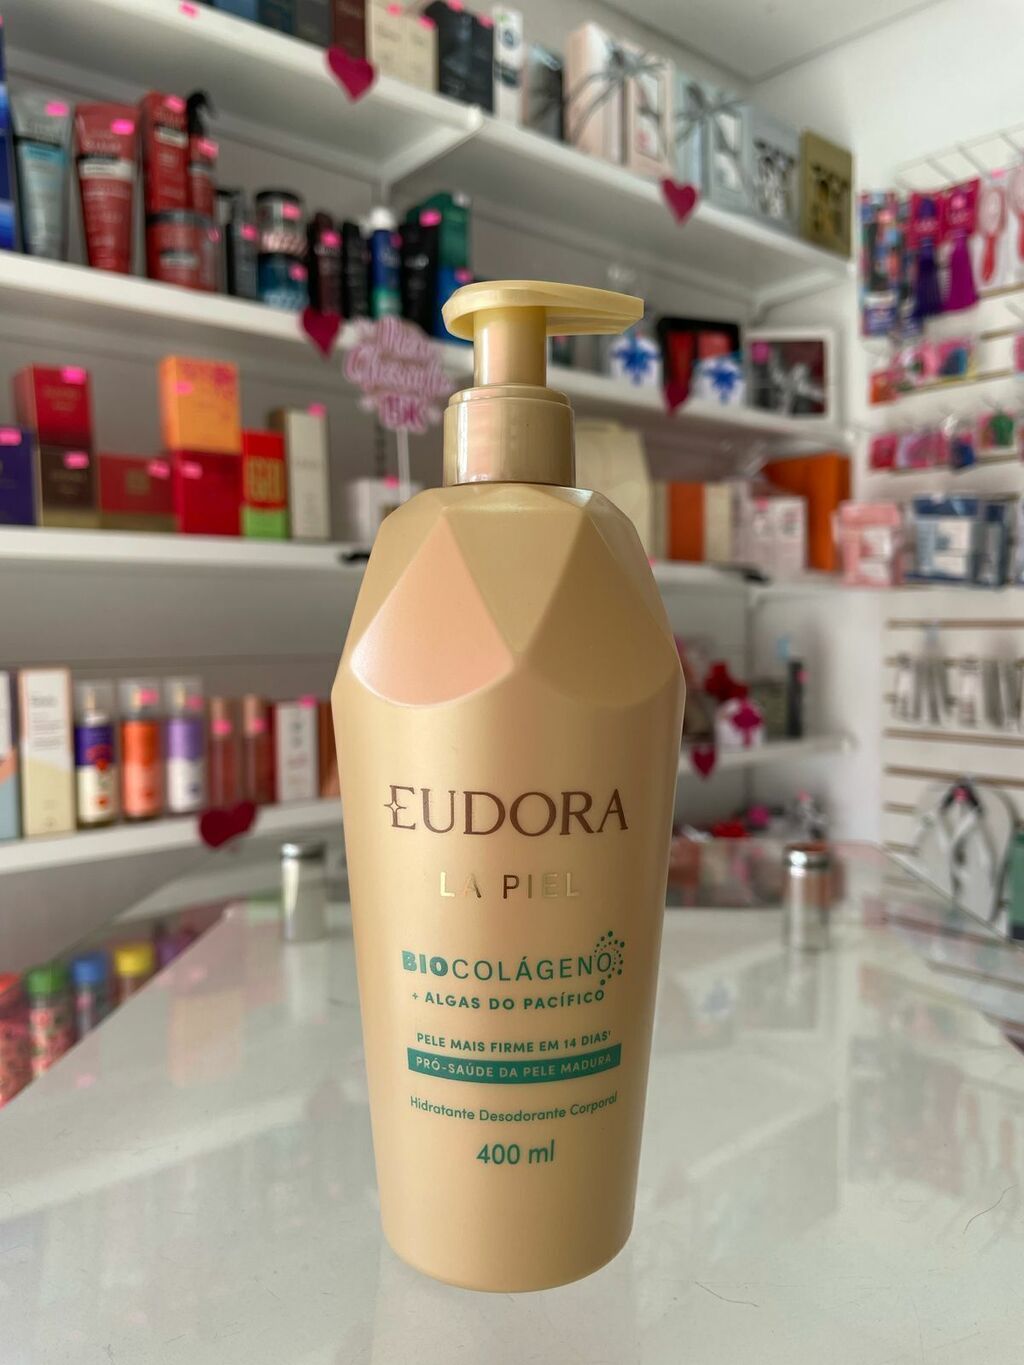 EUDORA
LA PIEL
BIOCOLÁGENO
+ ALGAS DO PACÍFICO
PELE MAIS FIRME EM 14 DIAS¹
PRÓ-SAÚDE DA PELE MADURA
Hidratante Desodorante Corporal
400 ml